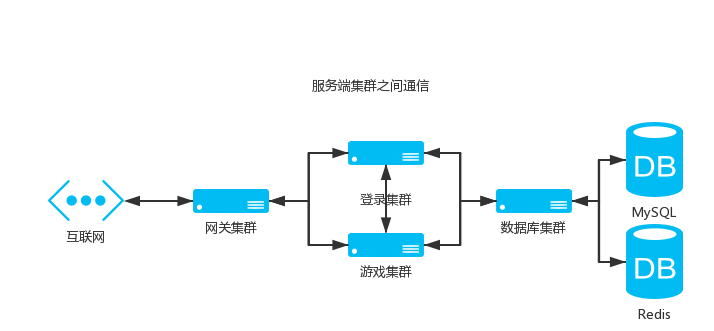 服务端集群之间通信
登录集群
互联网
网关集群
游戏集群
数据库集群
DB
MySQL
DB
Redis